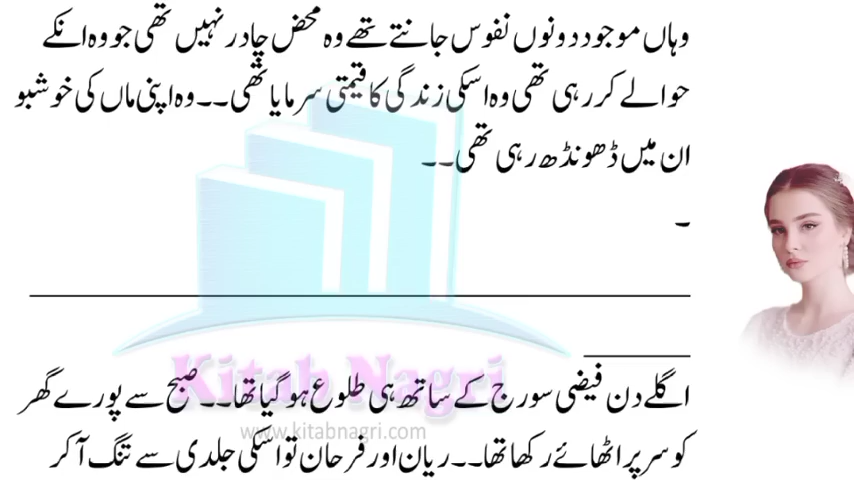 وہاں موجود دونوں نفوس جانتے تھے وہ محض چادر نہیں تھی جو وہ انکے
حوالے کر رہی تھی وہ اسکی زندگی کا قیمتی سرمایا تھی۔۔وہ اپنی ماں کی خوشبو
ان میں ڈھونڈھ رہی تھی۔۔
۔
Kitab Nagri
اگلے دن فیضی سورج کے ساتھ ہی طلوع ہو گیا تھا۔۔صبح سے پورے گھر
www.kitabnagri.com
کو سر پر اٹھائے رکھا تھا۔۔ریان اور فرحان تو اسکی جلدی سے تنگ آ کر